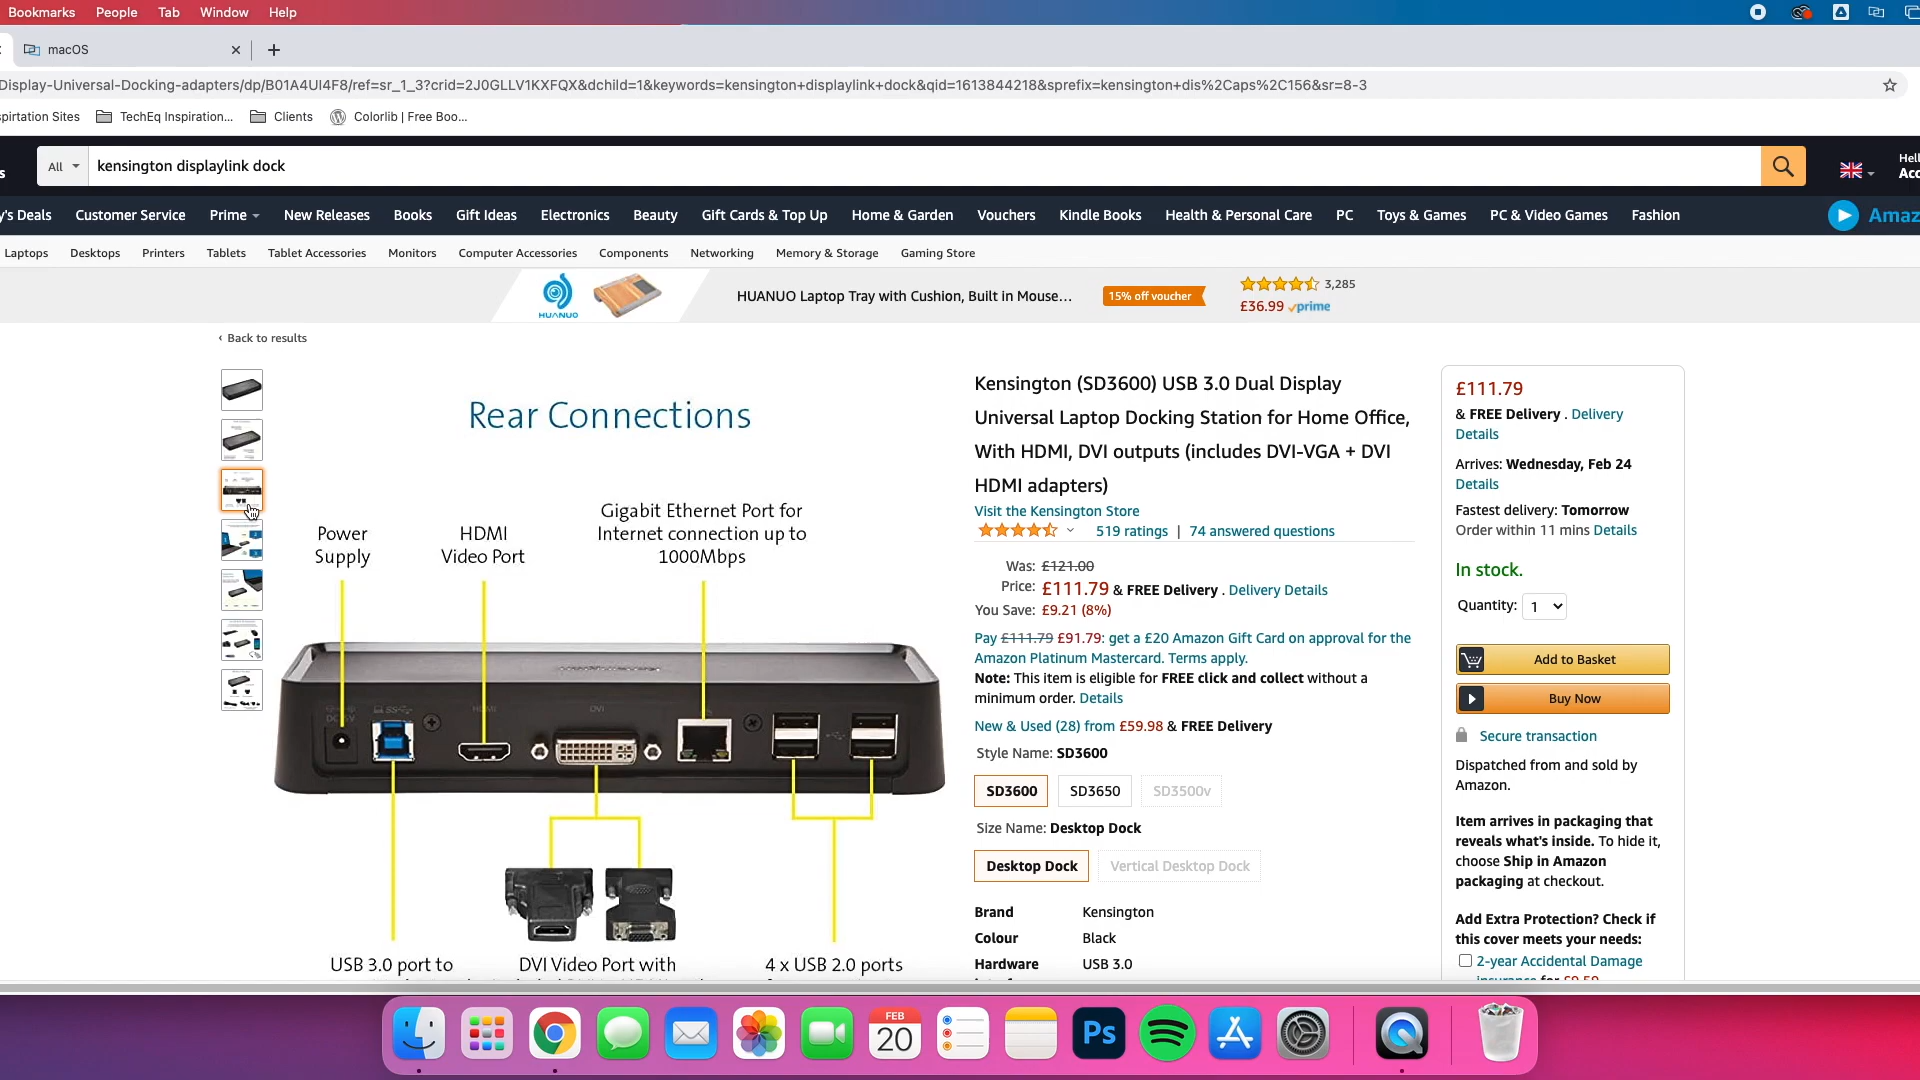 Bookmarks People Tab Window Help
macOS
Display-Universal-Docking-adapters/dp/B01A4UI4F8/ref=sr_1_3?crid=2J0GLLV1KXFQX&dchild=1&keywords=kensington+displaylink+dock&qid=1613844218&sprefix=kensington+dis%2Caps%2C156&sr=8-3
pirtation Sites TechEq Inspiration... Clients Colorlib | Free Boo...
All kensington displaylink dock
Hell
Acc
y's Deals Customer Service Prime New Releases Books Gift Ideas Electronics Beauty Gift Cards & Top Up Home & Garden Vouchers Kindle Books Health & Personal Care PC Toys & Games PC & Video Games Fashion Amaz
Laptops Desktops Printers Tablets Tablet Accessories Monitors Computer Accessories Components Networking Memory & Storage Gaming Store
HUANUO
HUANUO Laptop Tray with Cushion, Built in Mouse...
15% off voucher
3,285
£36.99 prime
‹ Back to results
Rear Connections
Power
Supply
HDMI
Video Port
Gigabit Ethernet Port for
Internet connection up to
1000Mbps
HDMI
DVI
USB 3.0 port to
DVI Video Port with
4 x USB 2.0 ports
Kensington (SD3600) USB 3.0 Dual Display
Universal Laptop Docking Station for Home Office,
With HDMI, DVI outputs (includes DVI-VGA + DVI
HDMI adapters)
Visit the Kensington Store
519 ratings | 74 answered questions
Was: £121.00
Price: £111.79 & FREE Delivery . Delivery Details
You Save: £9.21 (8%)
Pay £111.79 £91.79: get a £20 Amazon Gift Card on approval for the
Amazon Platinum Mastercard. Terms apply.
Note: This item is eligible for FREE click and collect without a
minimum order. Details
New & Used (28) from £59.98 & FREE Delivery
Style Name: SD3600
SD3600 SD3650 SD3500v
Size Name: Desktop Dock
Desktop Dock Vertical Desktop Dock
Brand Kensington
Colour Black
Hardware USB 3.0
£111.79
& FREE Delivery . Delivery
Details
Arrives: Wednesday, Feb 24
Details
Fastest delivery: Tomorrow
Order within 11 mins Details
In stock.
Quantity: 1
Add to Basket
Buy Now
Secure transaction
Dispatched from and sold by
Amazon.
Item arrives in packaging that
reveals what's inside. To hide it,
choose Ship in Amazon
packaging at checkout.
Add Extra Protection? Check if
this cover meets your needs:
2-year Accidental Damage
FEB
20
Ps